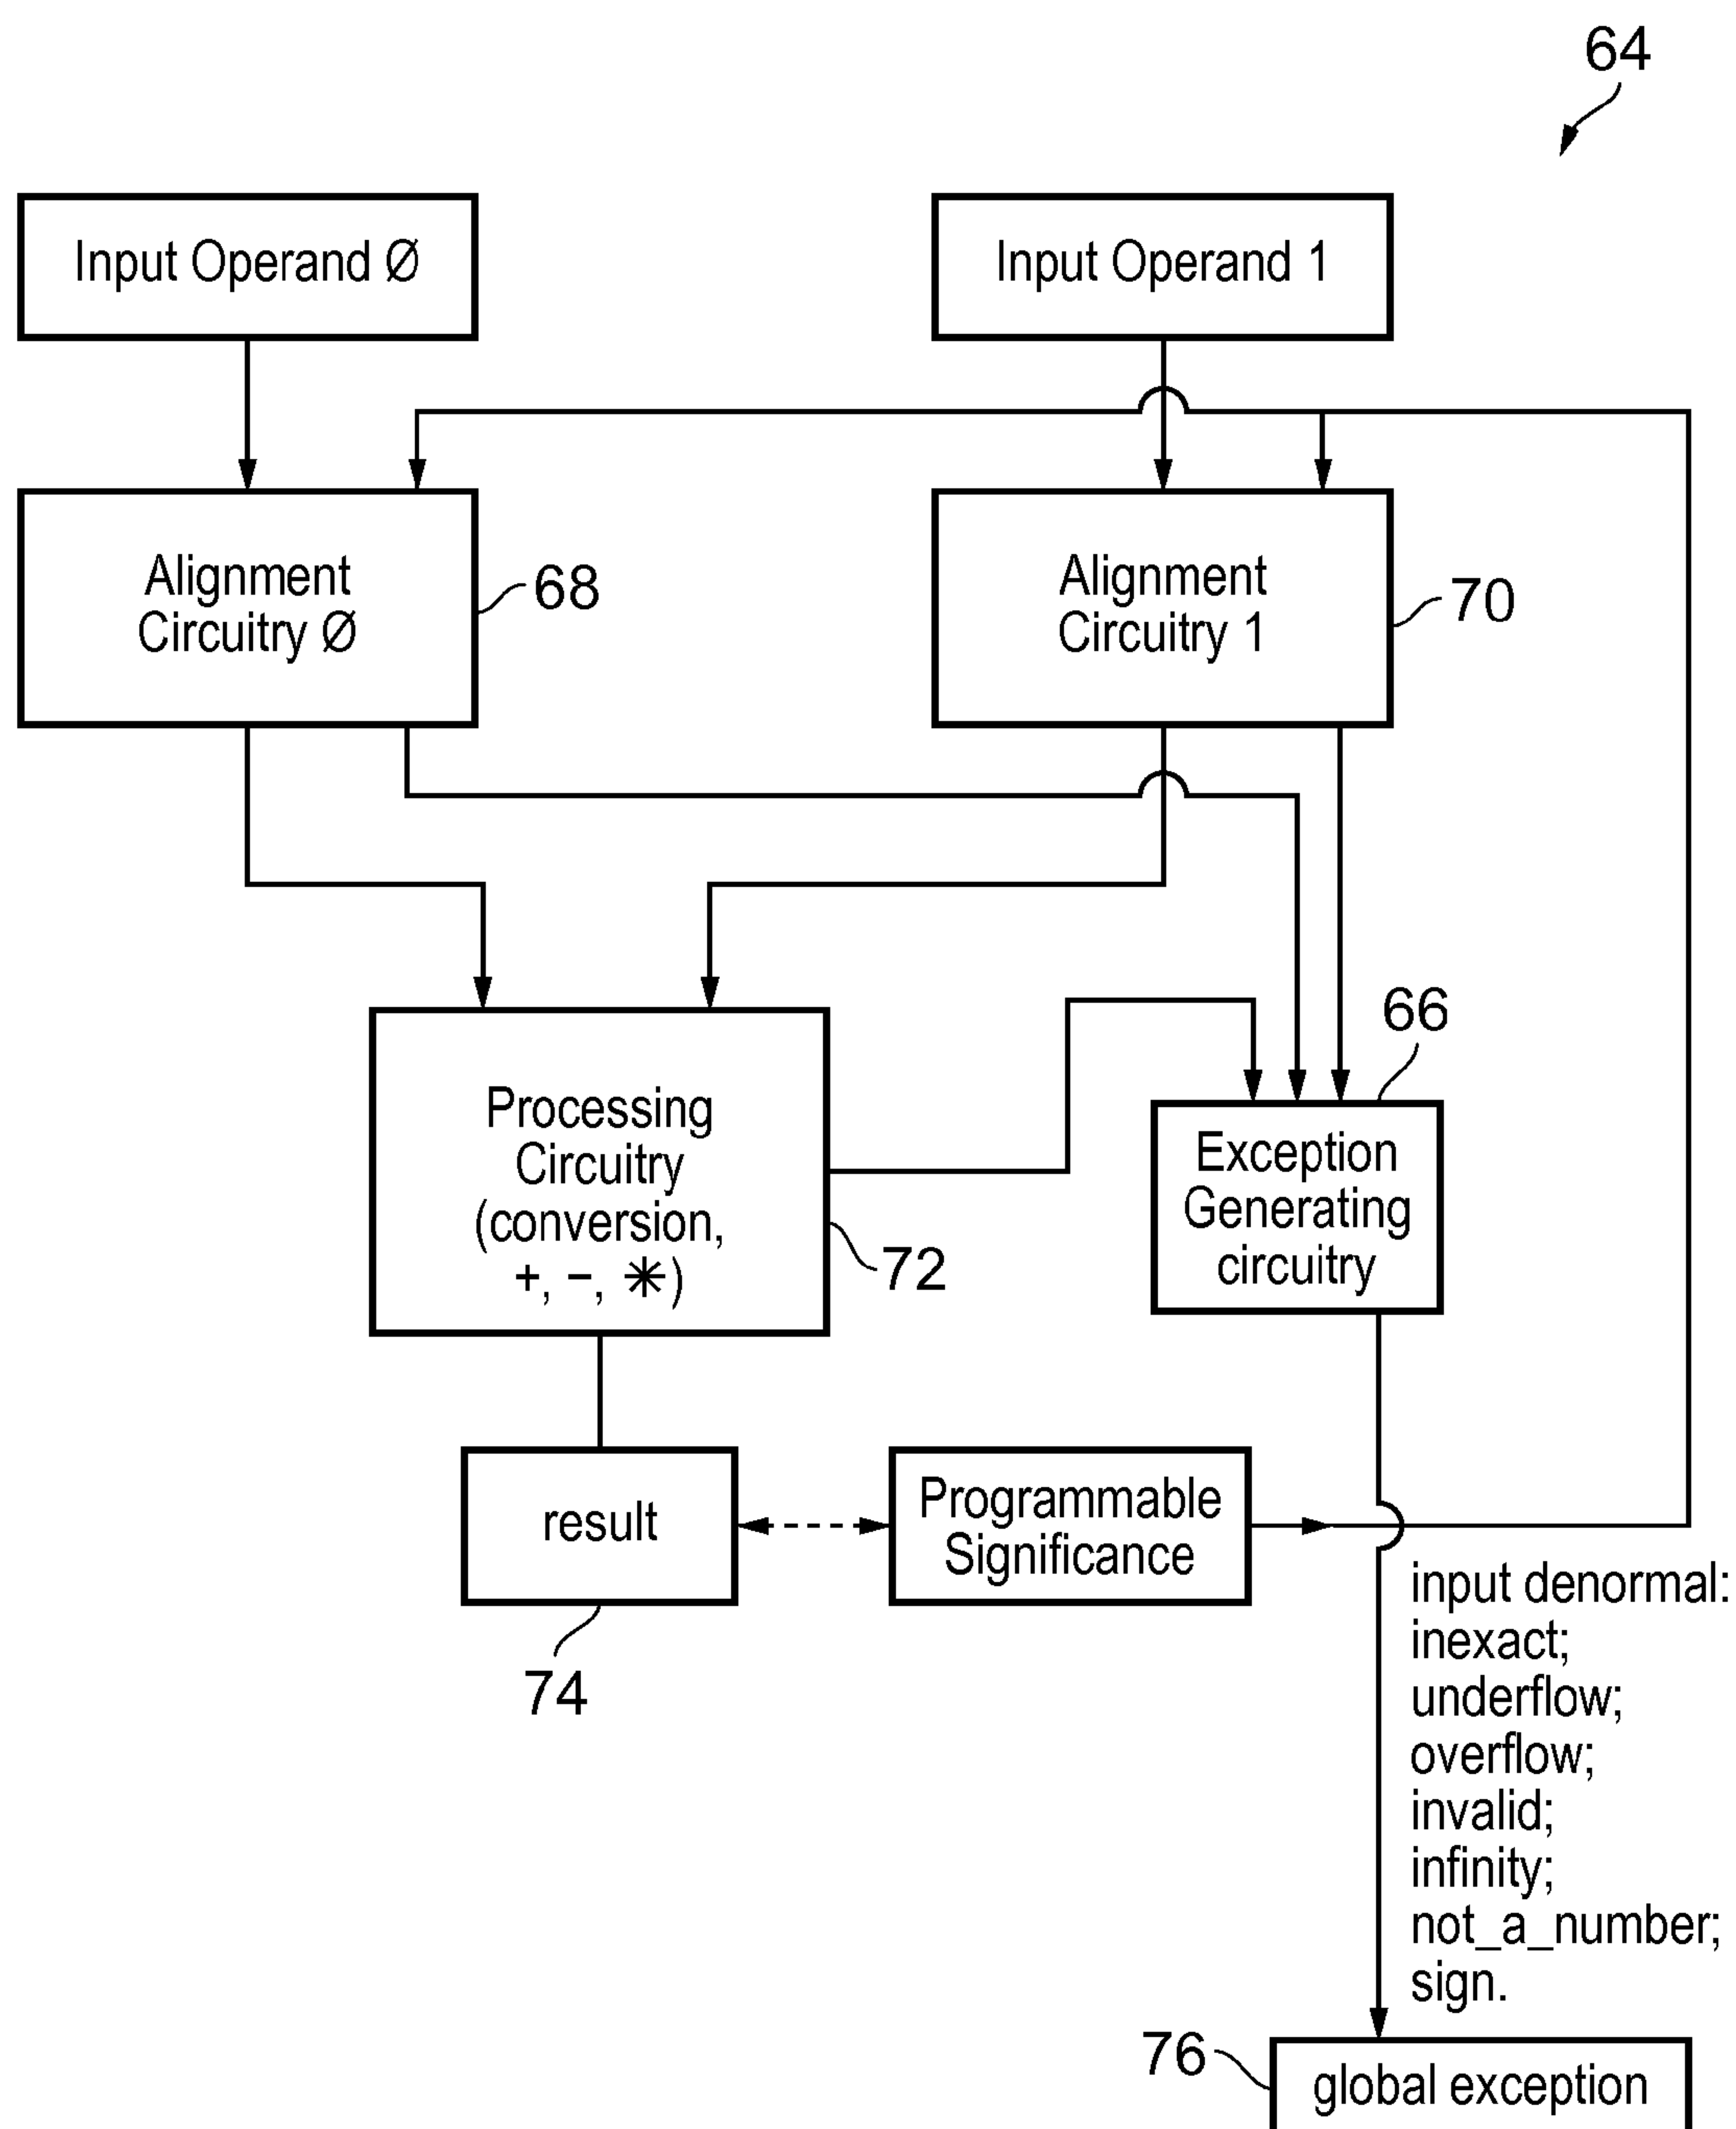 64
Input Operand Ø
Input Operand 1
Alignment
Circuitry Ø
68
Alignment
Circuitry 1
70
66
Processing
Circuitry
(conversion,
+, −, ✳)
72
Exception
Generating
circuitry
result
74
Programmable
Significance
input denormal:
inexact;
underflow;
overflow;
invalid;
infinity;
not_a_number;
sign.
76
global exception